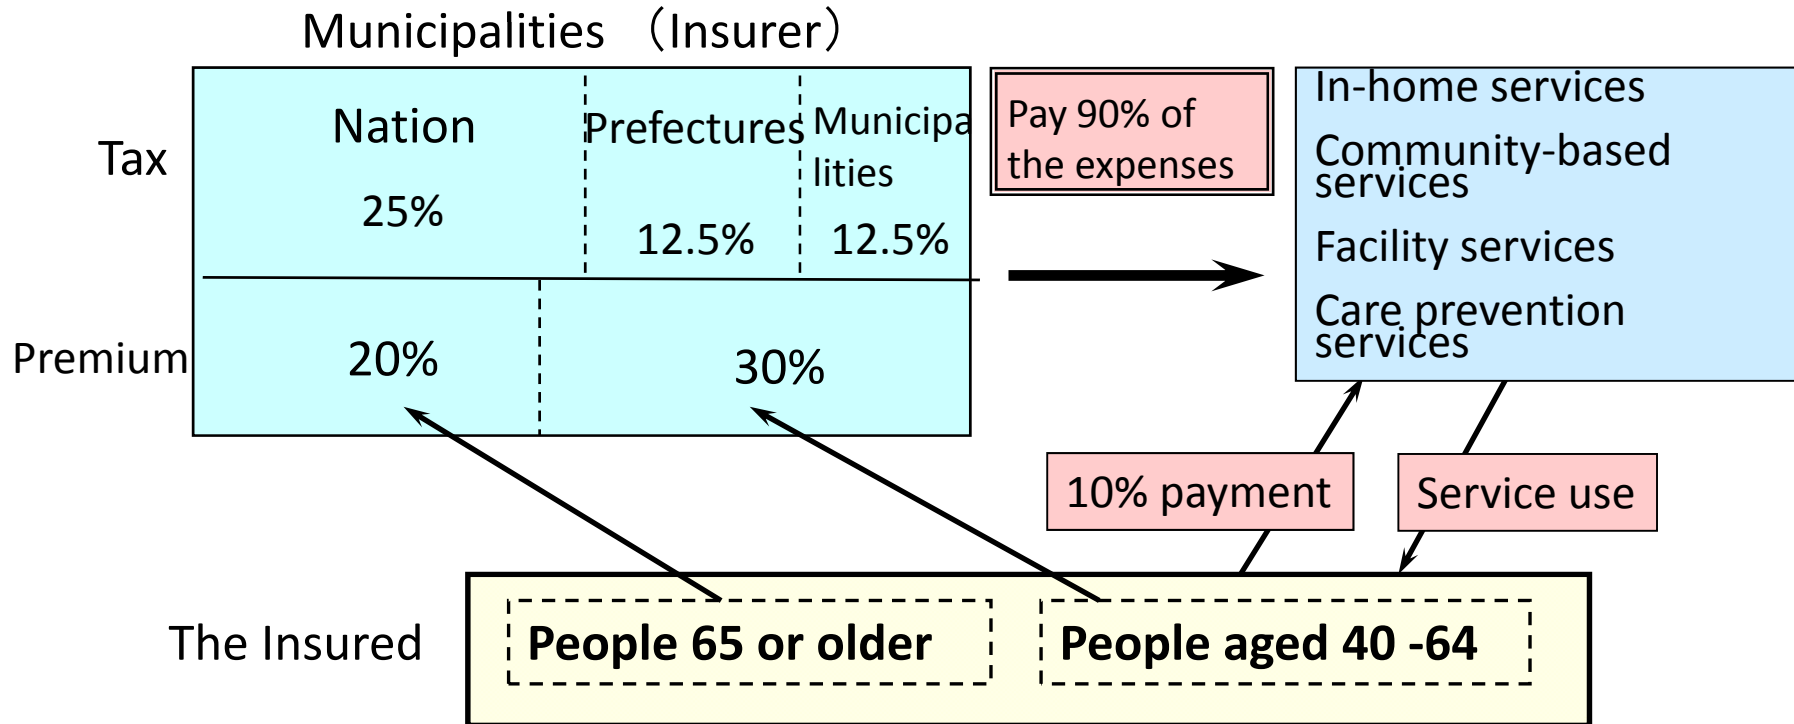 Municipalities （Insurer）
Tax
Nation
25%
Prefectures
12.5%
Municipa
lities
12.5%
Pay 90% of
the expenses
In-home services
Community-based
services
Facility services
Care prevention
services
Premium
20%
30%
10% payment
Service use
The Insured
People 65 or older
People aged 40 -64